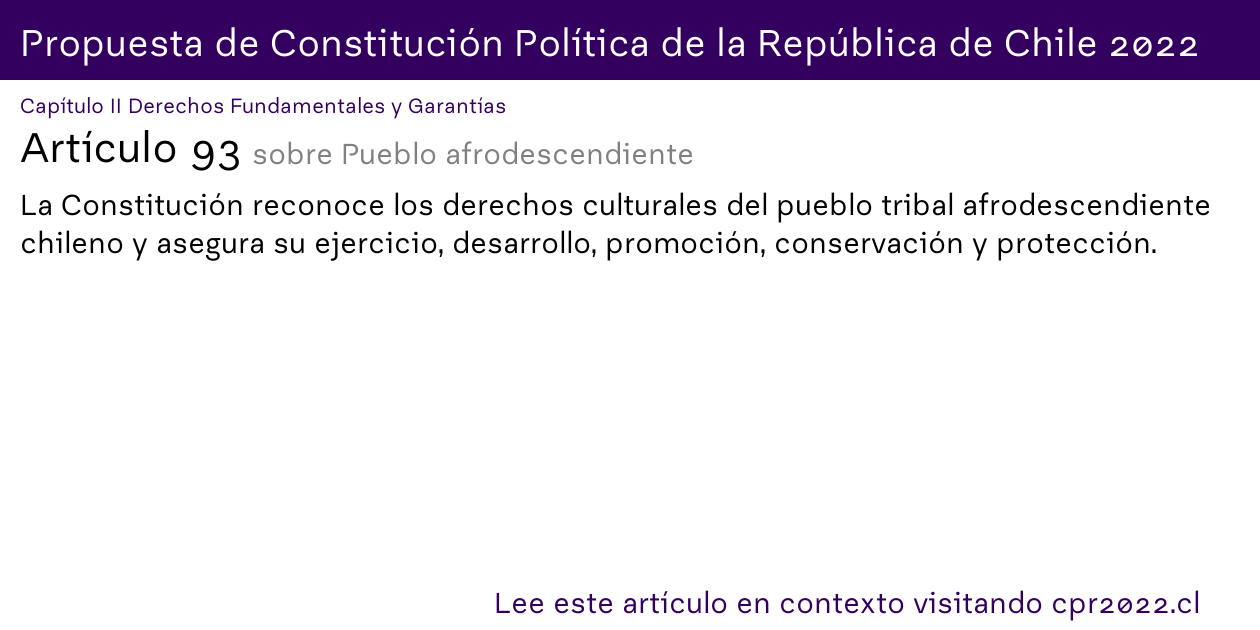 Propuesta de Constitución Política de la República de Chile 2022
Capítulo II Derechos Fundamentales y Garantías
Artículo 93 sobre Pueblo afrodescendiente
La Constitución reconoce los derechos culturales del pueblo tribal afrodescendiente
chileno y asegura su ejercicio, desarrollo, promoción, conservación y protección.
Lee este artículo en contexto visitando cpr2022.cl